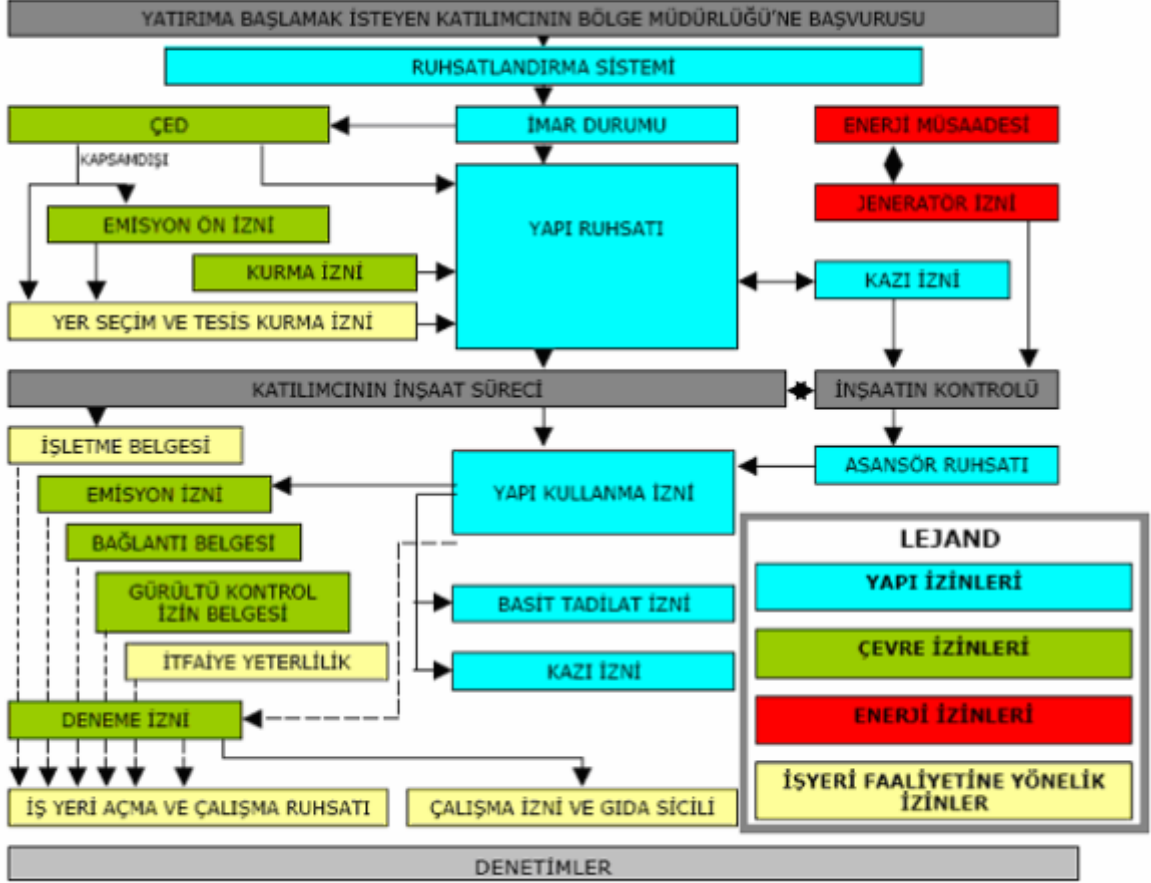 YATIRIMA BAŞLAMAK İSTEYEN KATILIMCININ BÖLGE MÜDÜRLÜĞÜ'NE BAŞVURUSU
RUHSATLANDIRMA SİSTEMİ
ÇED
İMAR DURUMU
ENERJİ MÜSAADESİ
KAPSAMDIŞI
JENERATÖR İZNİ
EMİSYON ÖN İZNİ
YAPI RUHSATI
KURMA İZNİ
KAZI İZNİ
YER SEÇİM VE TESİS KURMA İZNİ
KATILIMCININ İNŞAAT SÜRECİ
İNŞAATIN KONTROLÜ
İŞLETME BELGESİ
ASANSÖR RUHSATI
EMİSYON İZNİ
YAPI KULLANMA İZNİ
BAĞLANTI BELGESİ
GÜRÜLTÜ KONTROL
İZİN BELGESİ
BASİT TADİLAT İZNİ
İTFAİYE YETERLİLİK
KAZI İZNİ
DENEME İZNİ
İŞ YERİ AÇMA VE ÇALIŞMA RUHSATI
ÇALIŞMA İZNİ VE GIDA SİCİLİ
LEJAND
YAPI İZİNLERİ
ÇEVRE İZİNLERİ
ENERJİ İZİNLERİ
İŞYERİ FAALİYETİNE YÖNELİK
İZİNLER
DENETİMLER